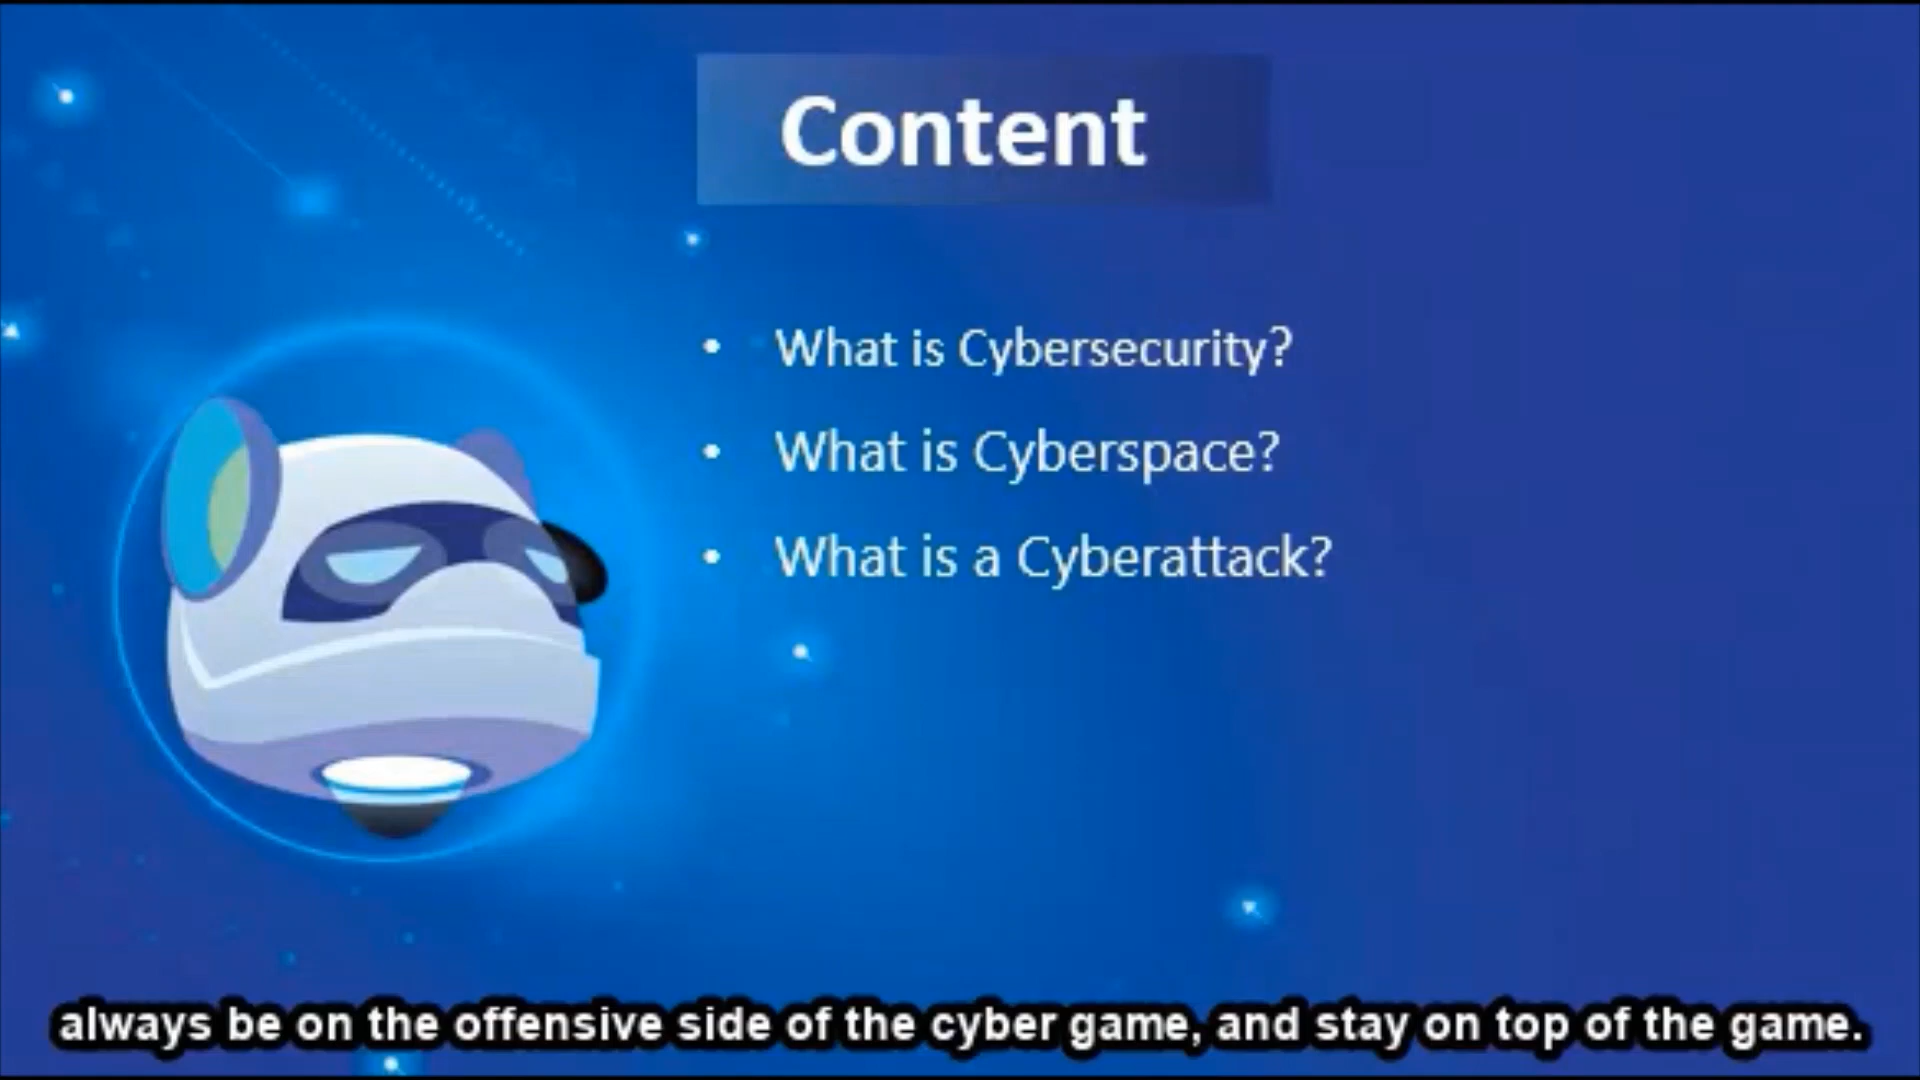 Content
• What is Cybersecurity?
• What is Cyberspace?
• What is a Cyberattack?
always be on the offensive side of the cyber game, and stay on top of the game.